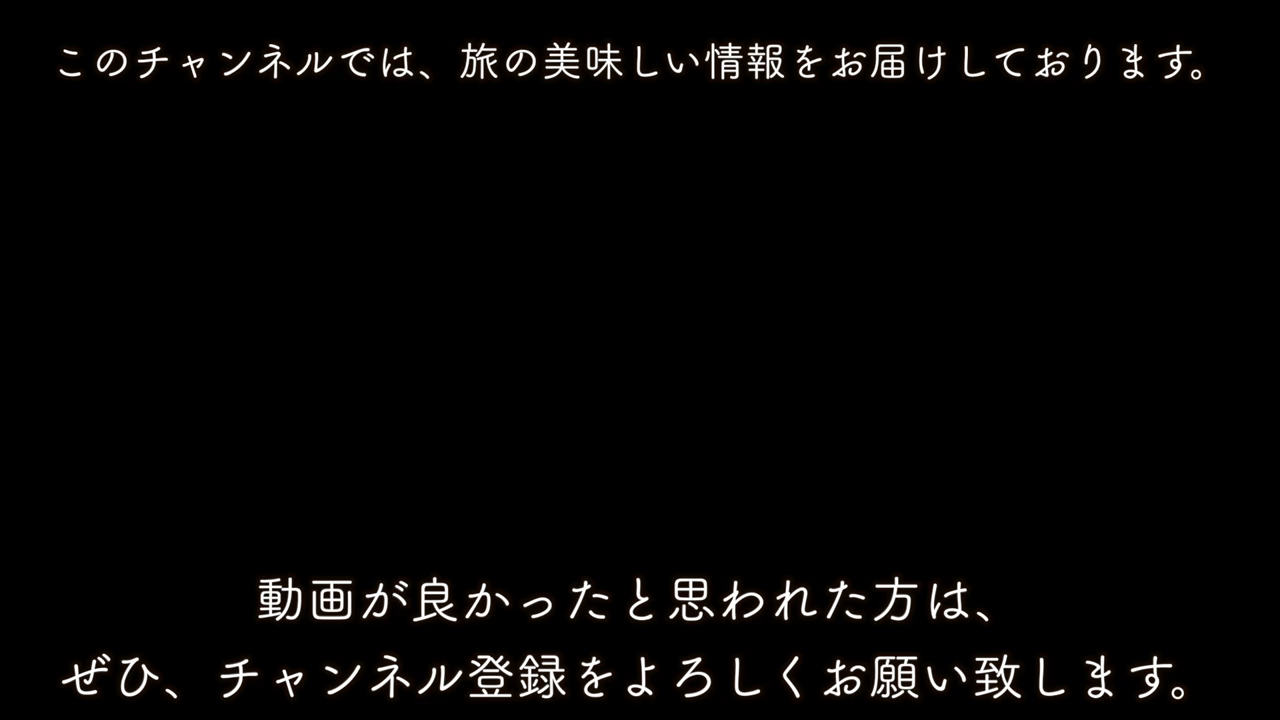 このチャンネルでは、旅の美味しい情報をお届けしております。
動画が良かったと思われた方は、
ぜひ、チャンネル登録をよろしくお願い致します。